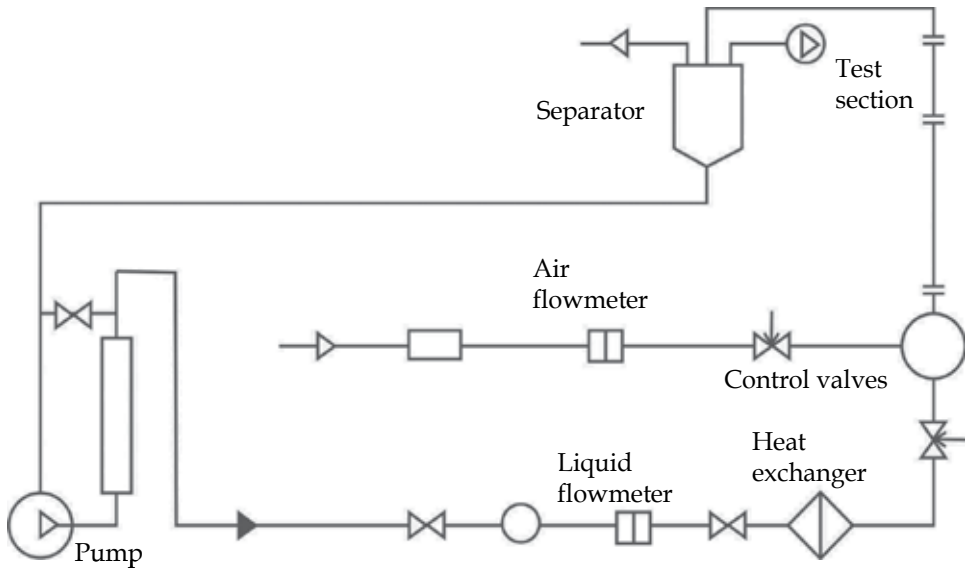 Test
section
Separator
Air
flowmeter
Control valves
Heat
exchanger
Liquid
flowmeter
Pump